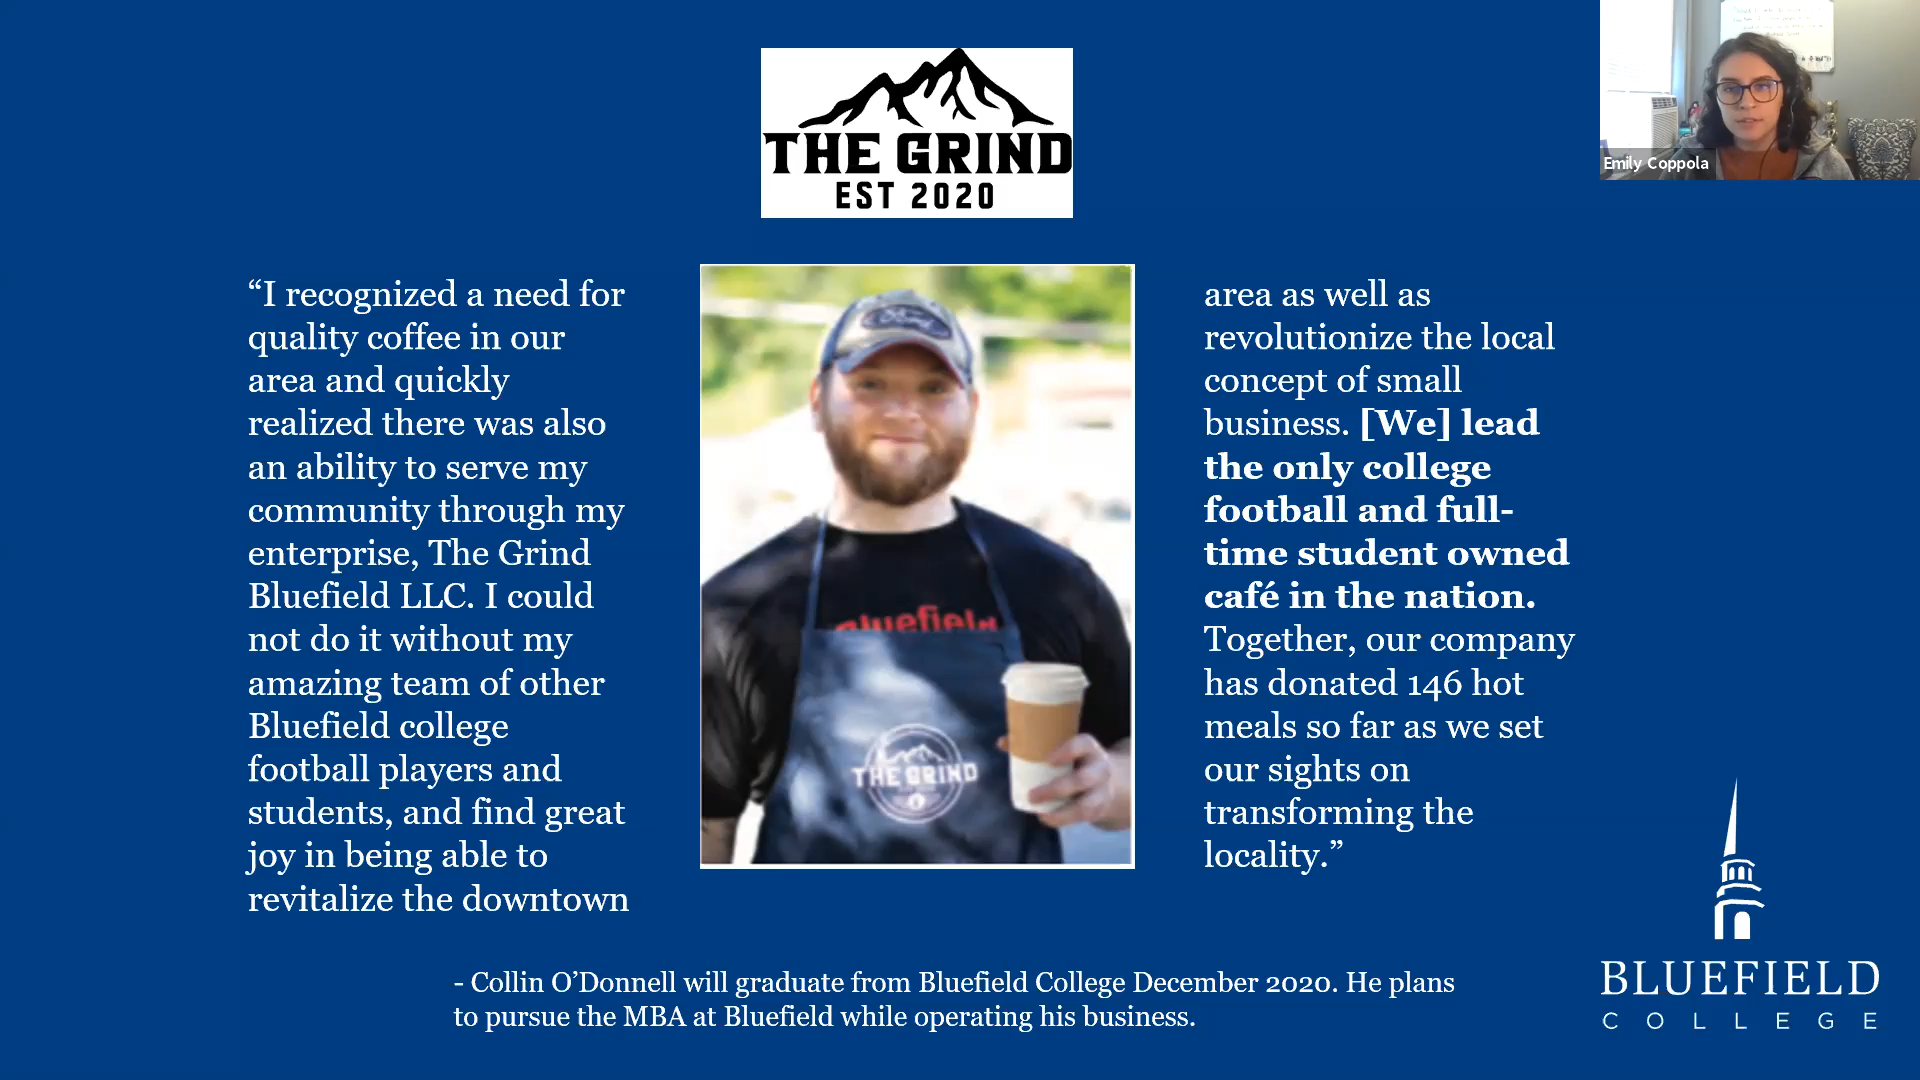 THE GRIND
EST 2020
Emily Coppola
“I recognized a need for
quality coffee in our
area and quickly
realized there was also
an ability to serve my
community through my
enterprise, The Grind
Bluefield LLC. I could
not do it without my
amazing team of other
Bluefield college
football players and
students, and find great
joy in being able to
revitalize the downtown
Ford
Bluefield
THE GRIND
area as well as
revolutionize the local
concept of small
business. [We] lead
the only college
football and full-
time student owned
café in the nation.
Together, our company
has donated 146 hot
meals so far as we set
our sights on
transforming the
locality.”
- Collin O’Donnell will graduate from Bluefield College December 2020. He plans
to pursue the MBA at Bluefield while operating his business.
BLUEFIELD
COLLEGE